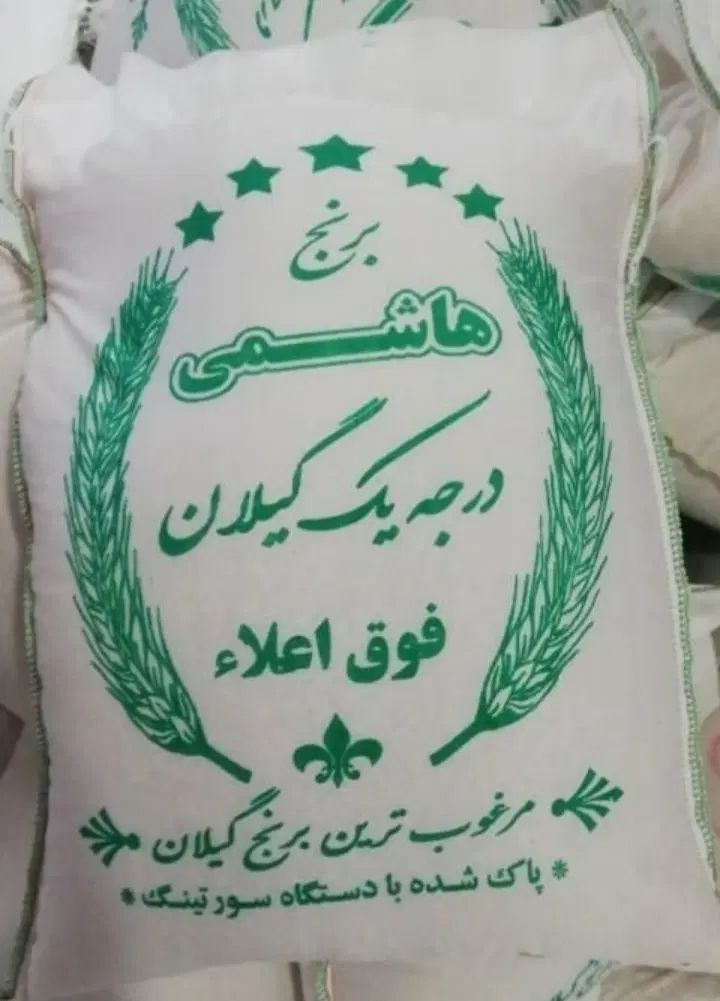 برنج
هاشمی
درجه یک گیلان
فوق اعلاء
مرغوب ترین برنج گیلان
* پاک شده با دستگاه سورتینگ *